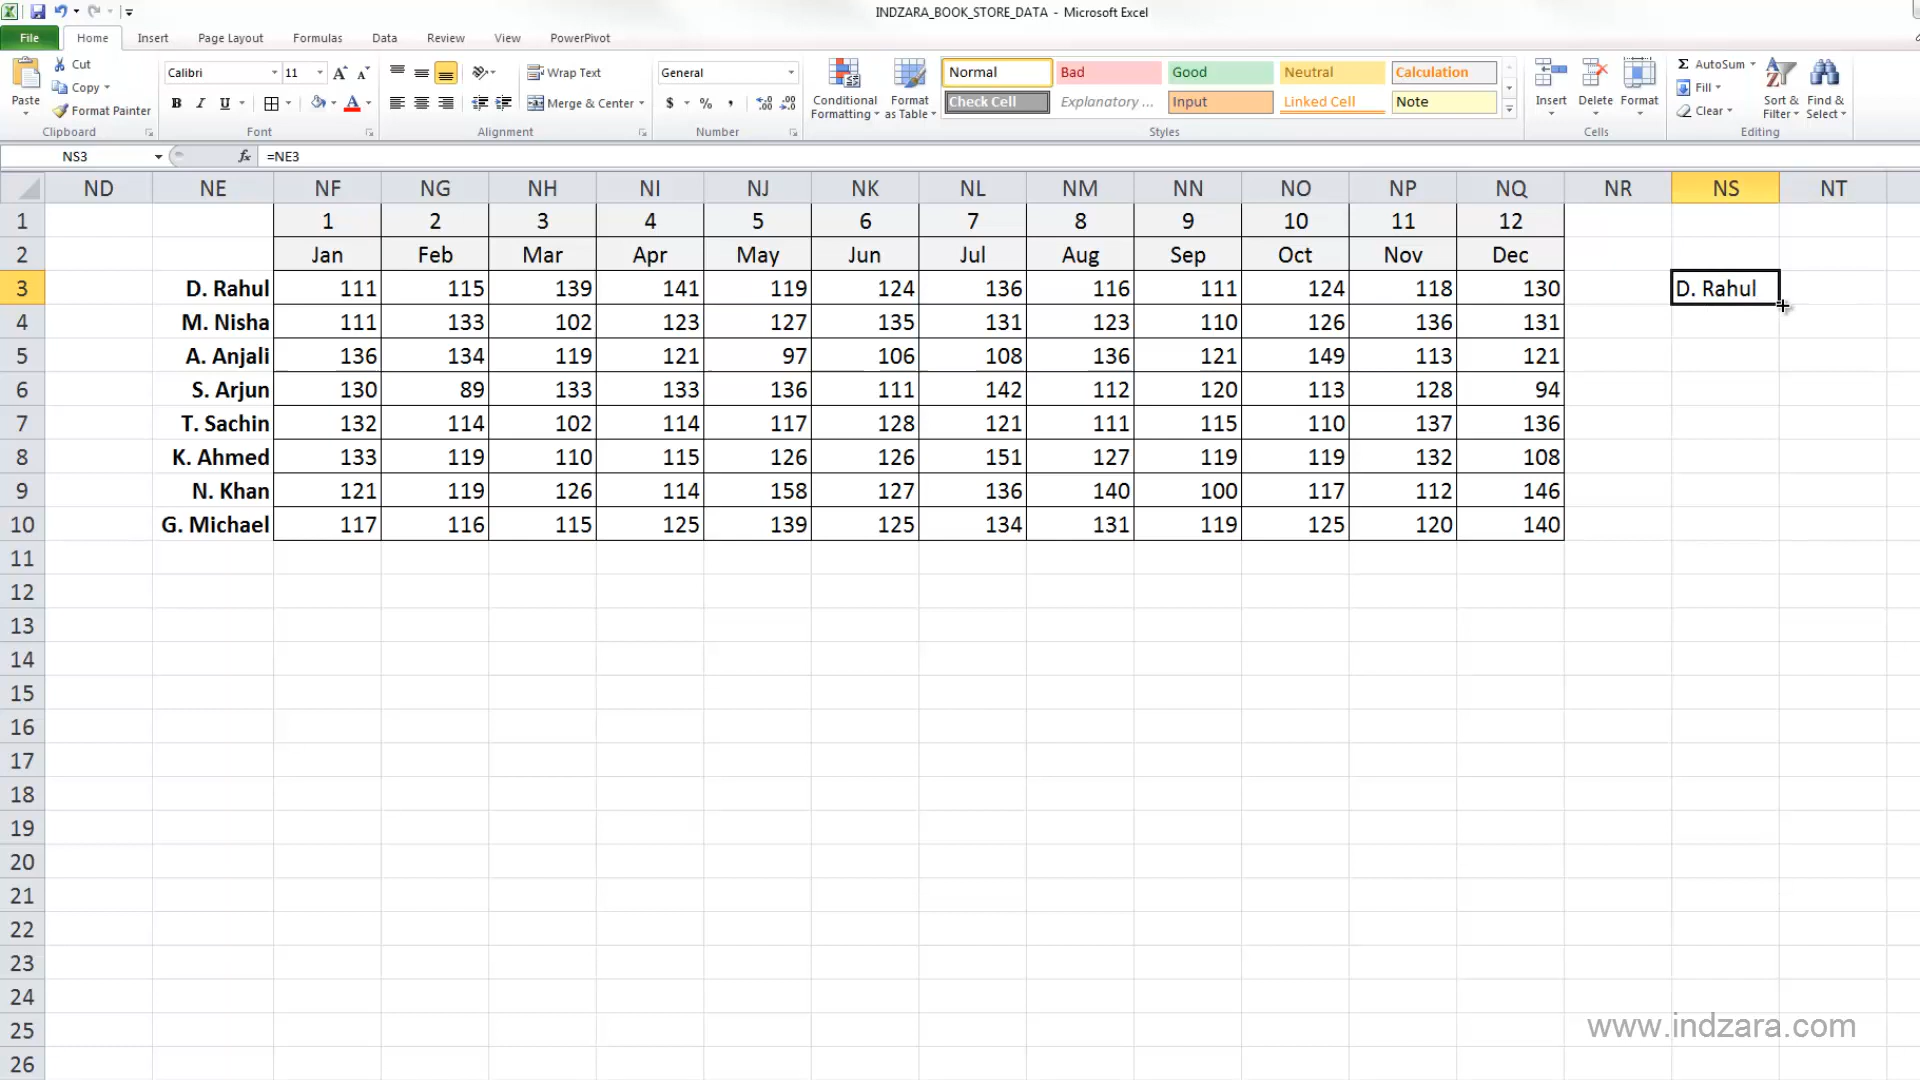 INDZARA_BOOK_STORE_DATA - Microsoft Excel
File Home Insert Page Layout Formulas Data Review View PowerPivot
Paste
Cut
Copy
Format Painter
Clipboard
Calibri 11
B I U A
Font
Wrap Text
Merge & Center
Alignment
General
$ % ,
Number
Conditional Formatting
Format as Table
Normal Bad Good Neutral Calculation
Check Cell Explanatory ... Input Linked Cell Note
Styles
Insert Delete Format
Cells
Σ AutoSum
Fill
Clear
Sort & Filter
Find & Select
Editing
NS3 fx =NE3
ND NE NF NG NH NI NJ NK NL NM NN NO NP NQ NR NS NT
1 1 2 3 4 5 6 7 8 9 10 11 12
2 Jan Feb Mar Apr May Jun Jul Aug Sep Oct Nov Dec
3 D. Rahul 111 115 139 141 119 124 136 116 111 124 118 130 D. Rahul
4 M. Nisha 111 133 102 123 127 135 131 123 110 126 136 131
5 A. Anjali 136 134 119 121 97 106 108 136 121 149 113 121
6 S. Arjun 130 89 133 133 136 111 142 112 120 113 128 94
7 T. Sachin 132 114 102 114 117 128 121 111 115 110 137 136
8 K. Ahmed 133 119 110 115 126 126 151 127 119 119 132 108
9 N. Khan 121 119 126 114 158 127 136 140 100 117 112 146
10 G. Michael 117 116 115 125 139 125 134 131 119 125 120 140
11
12
13
14
15
16
17
18
19
20
21
22
23
24
25
26
www.indzara.com